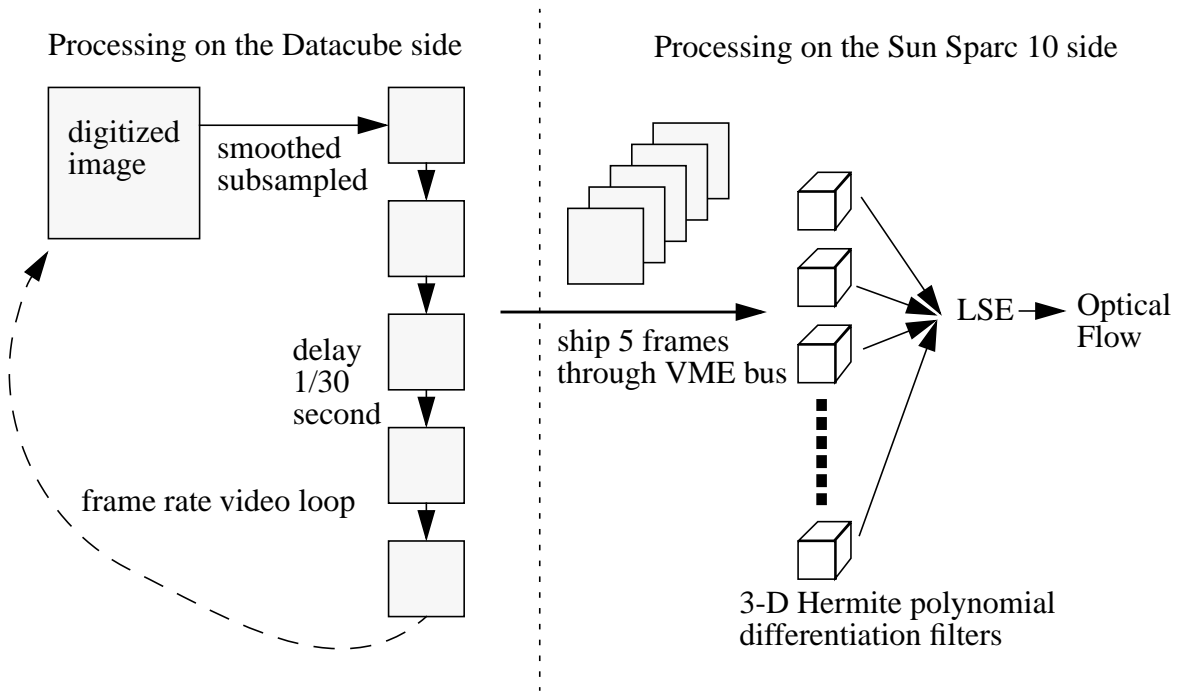 Processing on the Datacube side
digitized
image
smoothed
subsampled
delay
1/30
second
frame rate video loop
Processing on the Sun Sparc 10 side
ship 5 frames
through VME bus
LSE
Optical
Flow
3-D Hermite polynomial
differentiation filters